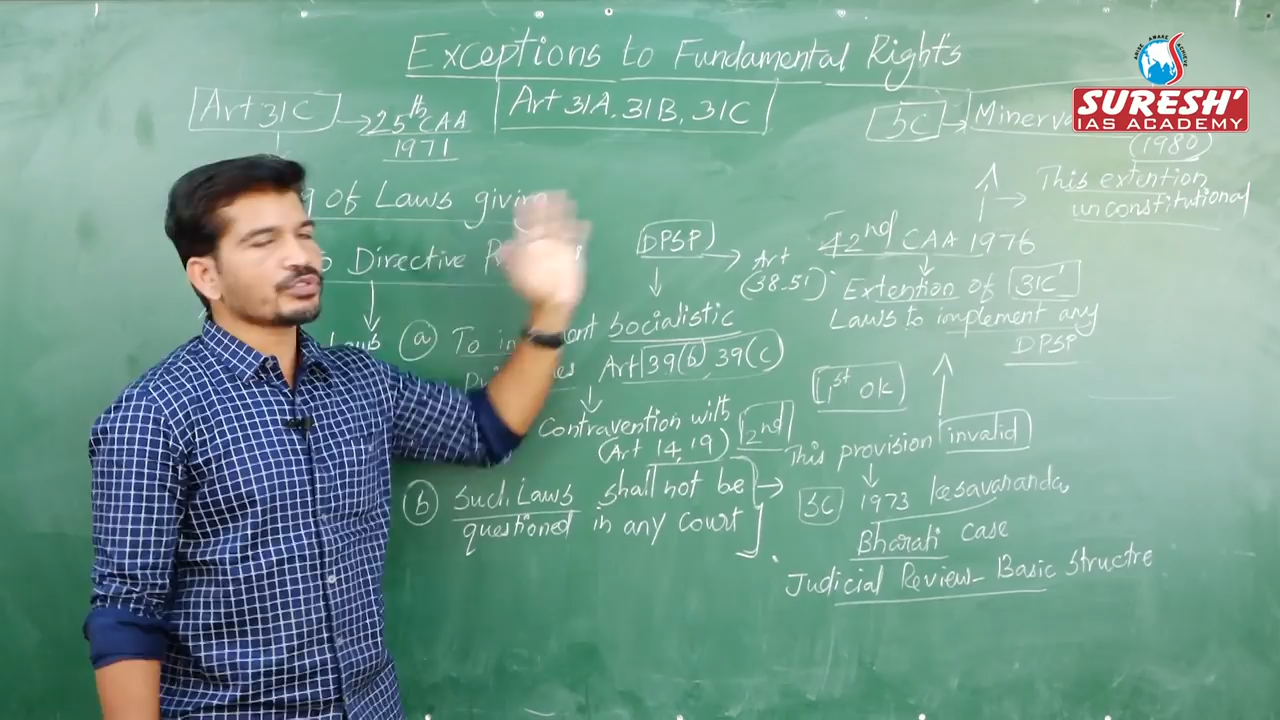 Exceptions to Fundamental Rights
Art 31A, 31B, 31C
ARISE AWAKE ACHIEVE
SURESH'
IAS ACADEMY
Art 31C → 25th CAA
1971
of Laws giving
Directive
Laws
(a) To implement Socialistic
Art 39(b), 39(c)
Contravention with
(Art 14, 19) 2nd
(b) Such Laws shall not be
questioned in any court
DPSP → Art
(38-51)
SC → Minerva
(1980)
This extention
unconstitutional
42nd CAA 1976
Extention of 31C'
Laws to implement any
DPSP
1st ok
This provision invalid
SC 1973 Kesavananda
Bharati Case
Judicial Review - Basic Structre